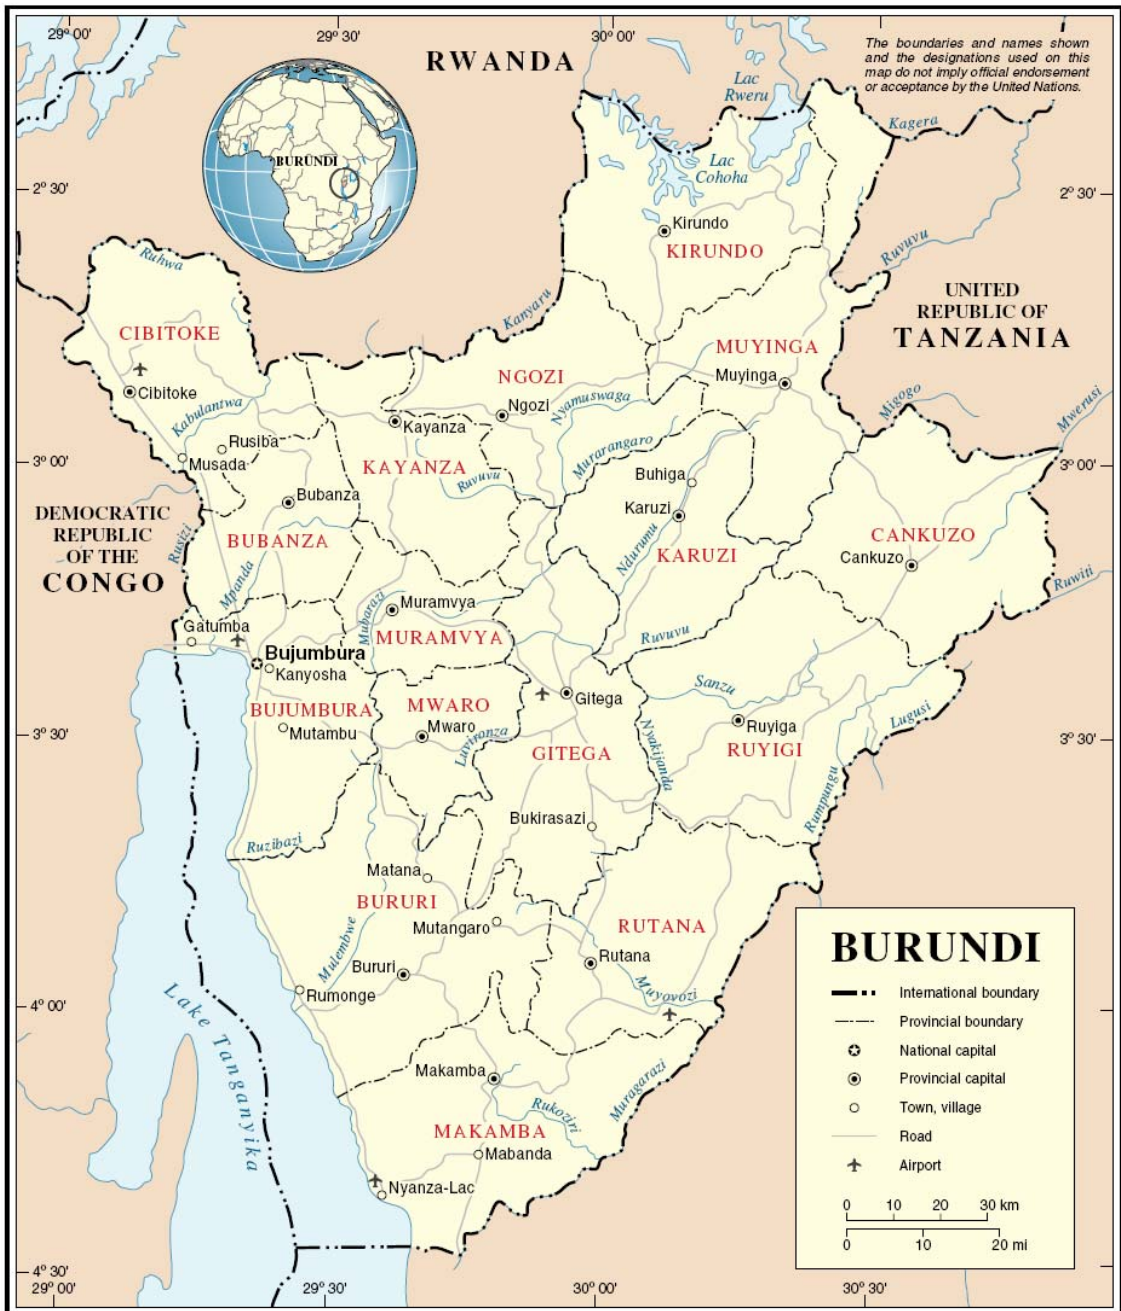 29° 00'
29° 30'
30° 00'
RWANDA
The boundaries and names shown
and the designations used on this
map do not imply official endorsement
or acceptance by the United Nations.
Lac
Rweru
Kagera
BURUNDI
Lac
Cohoha
2° 30'
2° 30'
Kirundo
KIRUNDO
Ruvuvu
Ruhwa
Kanyaru
UNITED
REPUBLIC OF
TANZANIA
CIBITOKE
MUYINGA
NGOZI
Muyinga
Cibitoke
Nyamuswaga
Migogo
Mwerusi
Kabulantwa
Ngozi
Kayanza
Rusiba
Murarangaro
Musada
KAYANZA
Ruvuvu
Buhiga
3° 00'
3° 00'
Bubanza
Karuzi
DEMOCRATIC
REPUBLIC
OF THE
CONGO
Rusizi
BUBANZA
Ndurumu
KARUZI
CANKUZO
Cankuzo
Mpanda
Ruwiti
Mubarazi
Muramvya
Gatumba
MURAMVYA
Ruvuvu
Bujumbura
Kanyosha
Sanzu
Gitega
BUJUMBURA
MWARO
Lugusi
Mutambu
Mwaro
Ruyiga
3° 30'
3° 30'
Luvironza
GITEGA
Nyakijanda
RUYIGI
Rumpungu
Bukirasazi
Ruzibazi
Matana
BURURI
Mutangaro
RUTANA
Mulembwe
Bururi
Rutana
Rumonge
Muyovozi
4° 00'
Lake Tanganyika
Makamba
Muragarazi
Rukoziri
MAKAMBA
Mabanda
Nyanza-Lac
BURUNDI
International boundary
Provincial boundary
National capital
Provincial capital
Town, village
Road
Airport
0 10 20 30 km
0 10 20 mi
4° 30'
29° 00'
29° 30'
30° 00'
30° 30'